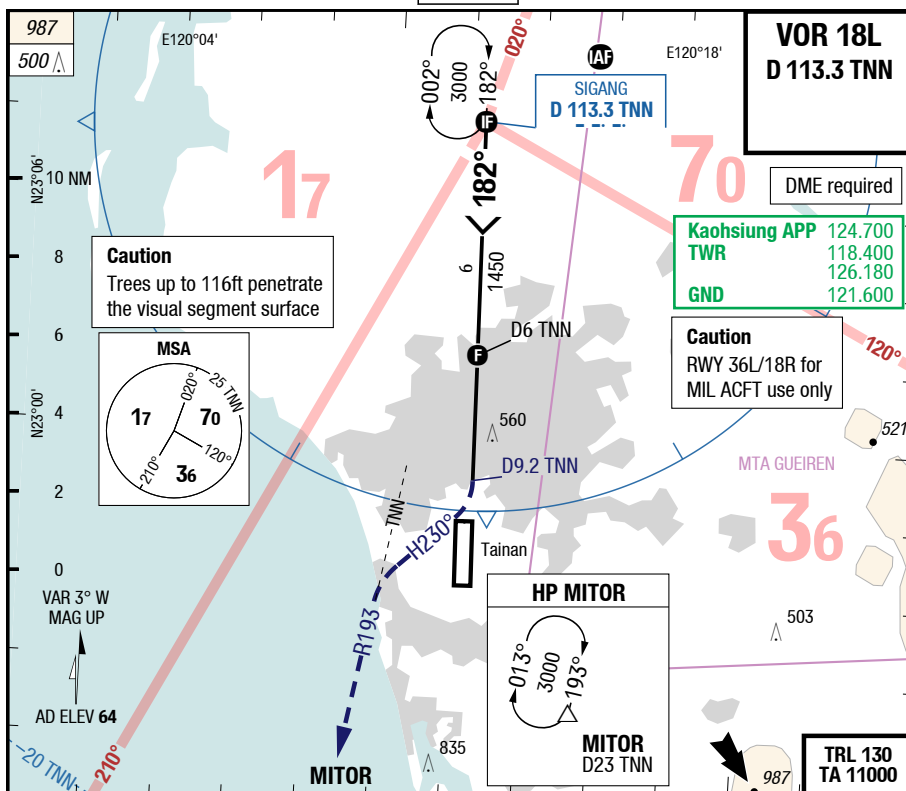 987
500
E120°04'
020°
E120°18'
VOR 18L
D 113.3 TNN
IAF
SIGANG
D 113.3 TNN
002°
3000
182°
IF
182°
N23°06'
10 NM
17
70
DME required
Kaohsiung APP 124.700
TWR 118.400
126.180
GND 121.600
Caution
Trees up to 116ft penetrate
the visual segment surface
8
6
1450
6
D6 TNN
F
Caution
RWY 36L/18R for
MIL ACFT use only
120°
MSA
020°
25 TNN
17
70
120°
210°
36
N23°00'
4
560
521
D9.2 TNN
MTA GUEIREN
2
TNN
H230°
36
Tainan
0
VAR 3° W
MAG UP
R193
AD ELEV 64
HP MITOR
013°
3000
193°
MITOR
D23 TNN
503
20 TNN
210°
MITOR
835
987
TRL 130
TA 11000